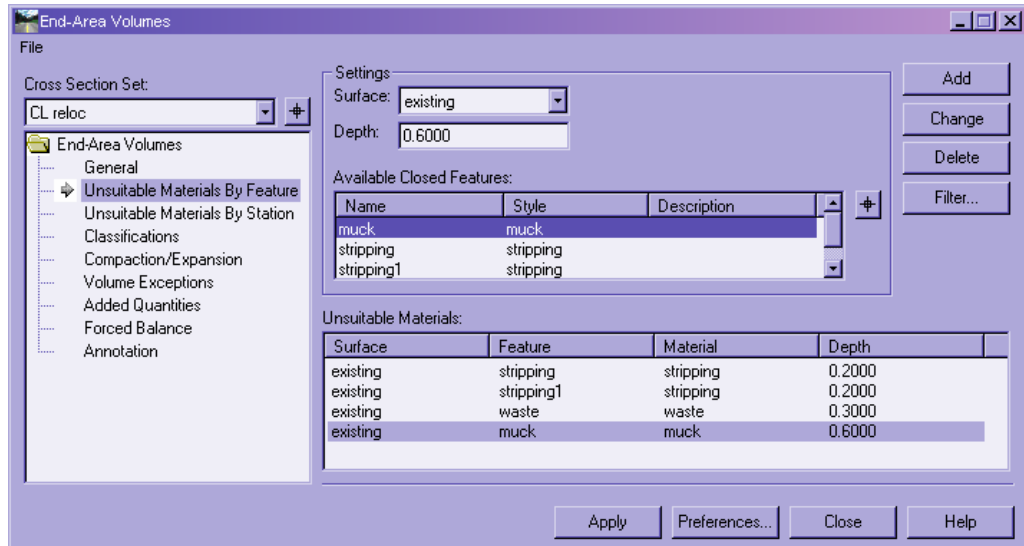 End-Area Volumes
File
Cross Section Set:
CL reloc
End-Area Volumes
General
Unsuitable Materials By Feature
Unsuitable Materials By Station
Classifications
Compaction/Expansion
Volume Exceptions
Added Quantities
Forced Balance
Annotation
Settings
Surface: existing
Depth: 0.6000
Available Closed Features:
Name Style Description
muck muck
stripping stripping
stripping1 stripping
Add
Change
Delete
Filter...
Unsuitable Materials:
Surface Feature Material Depth
existing stripping stripping 0.2000
existing stripping1 stripping 0.2000
existing waste waste 0.3000
existing muck muck 0.6000
Apply Preferences... Close Help